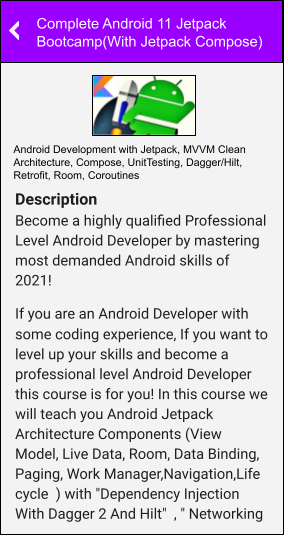 Complete Android 11 Jetpack
Bootcamp(With Jetpack Compose)
Android Development with Jetpack, MVVM Clean
Architecture, Compose, UnitTesting, Dagger/Hilt,
Retrofit, Room, Coroutines
Description
Become a highly qualified Professional
Level Android Developer by mastering
most demanded Android skills of
2021!
If you are an Android Developer with
some coding experience, If you want to
level up your skills and become a
professional level Android Developer
this course is for you! In this course we
will teach you Android Jetpack
Architecture Components (View
Model, Live Data, Room, Data Binding,
Paging, Work Manager,Navigation,Life
cycle  ) with "Dependency Injection
With Dagger 2 And Hilt"  , " Networking